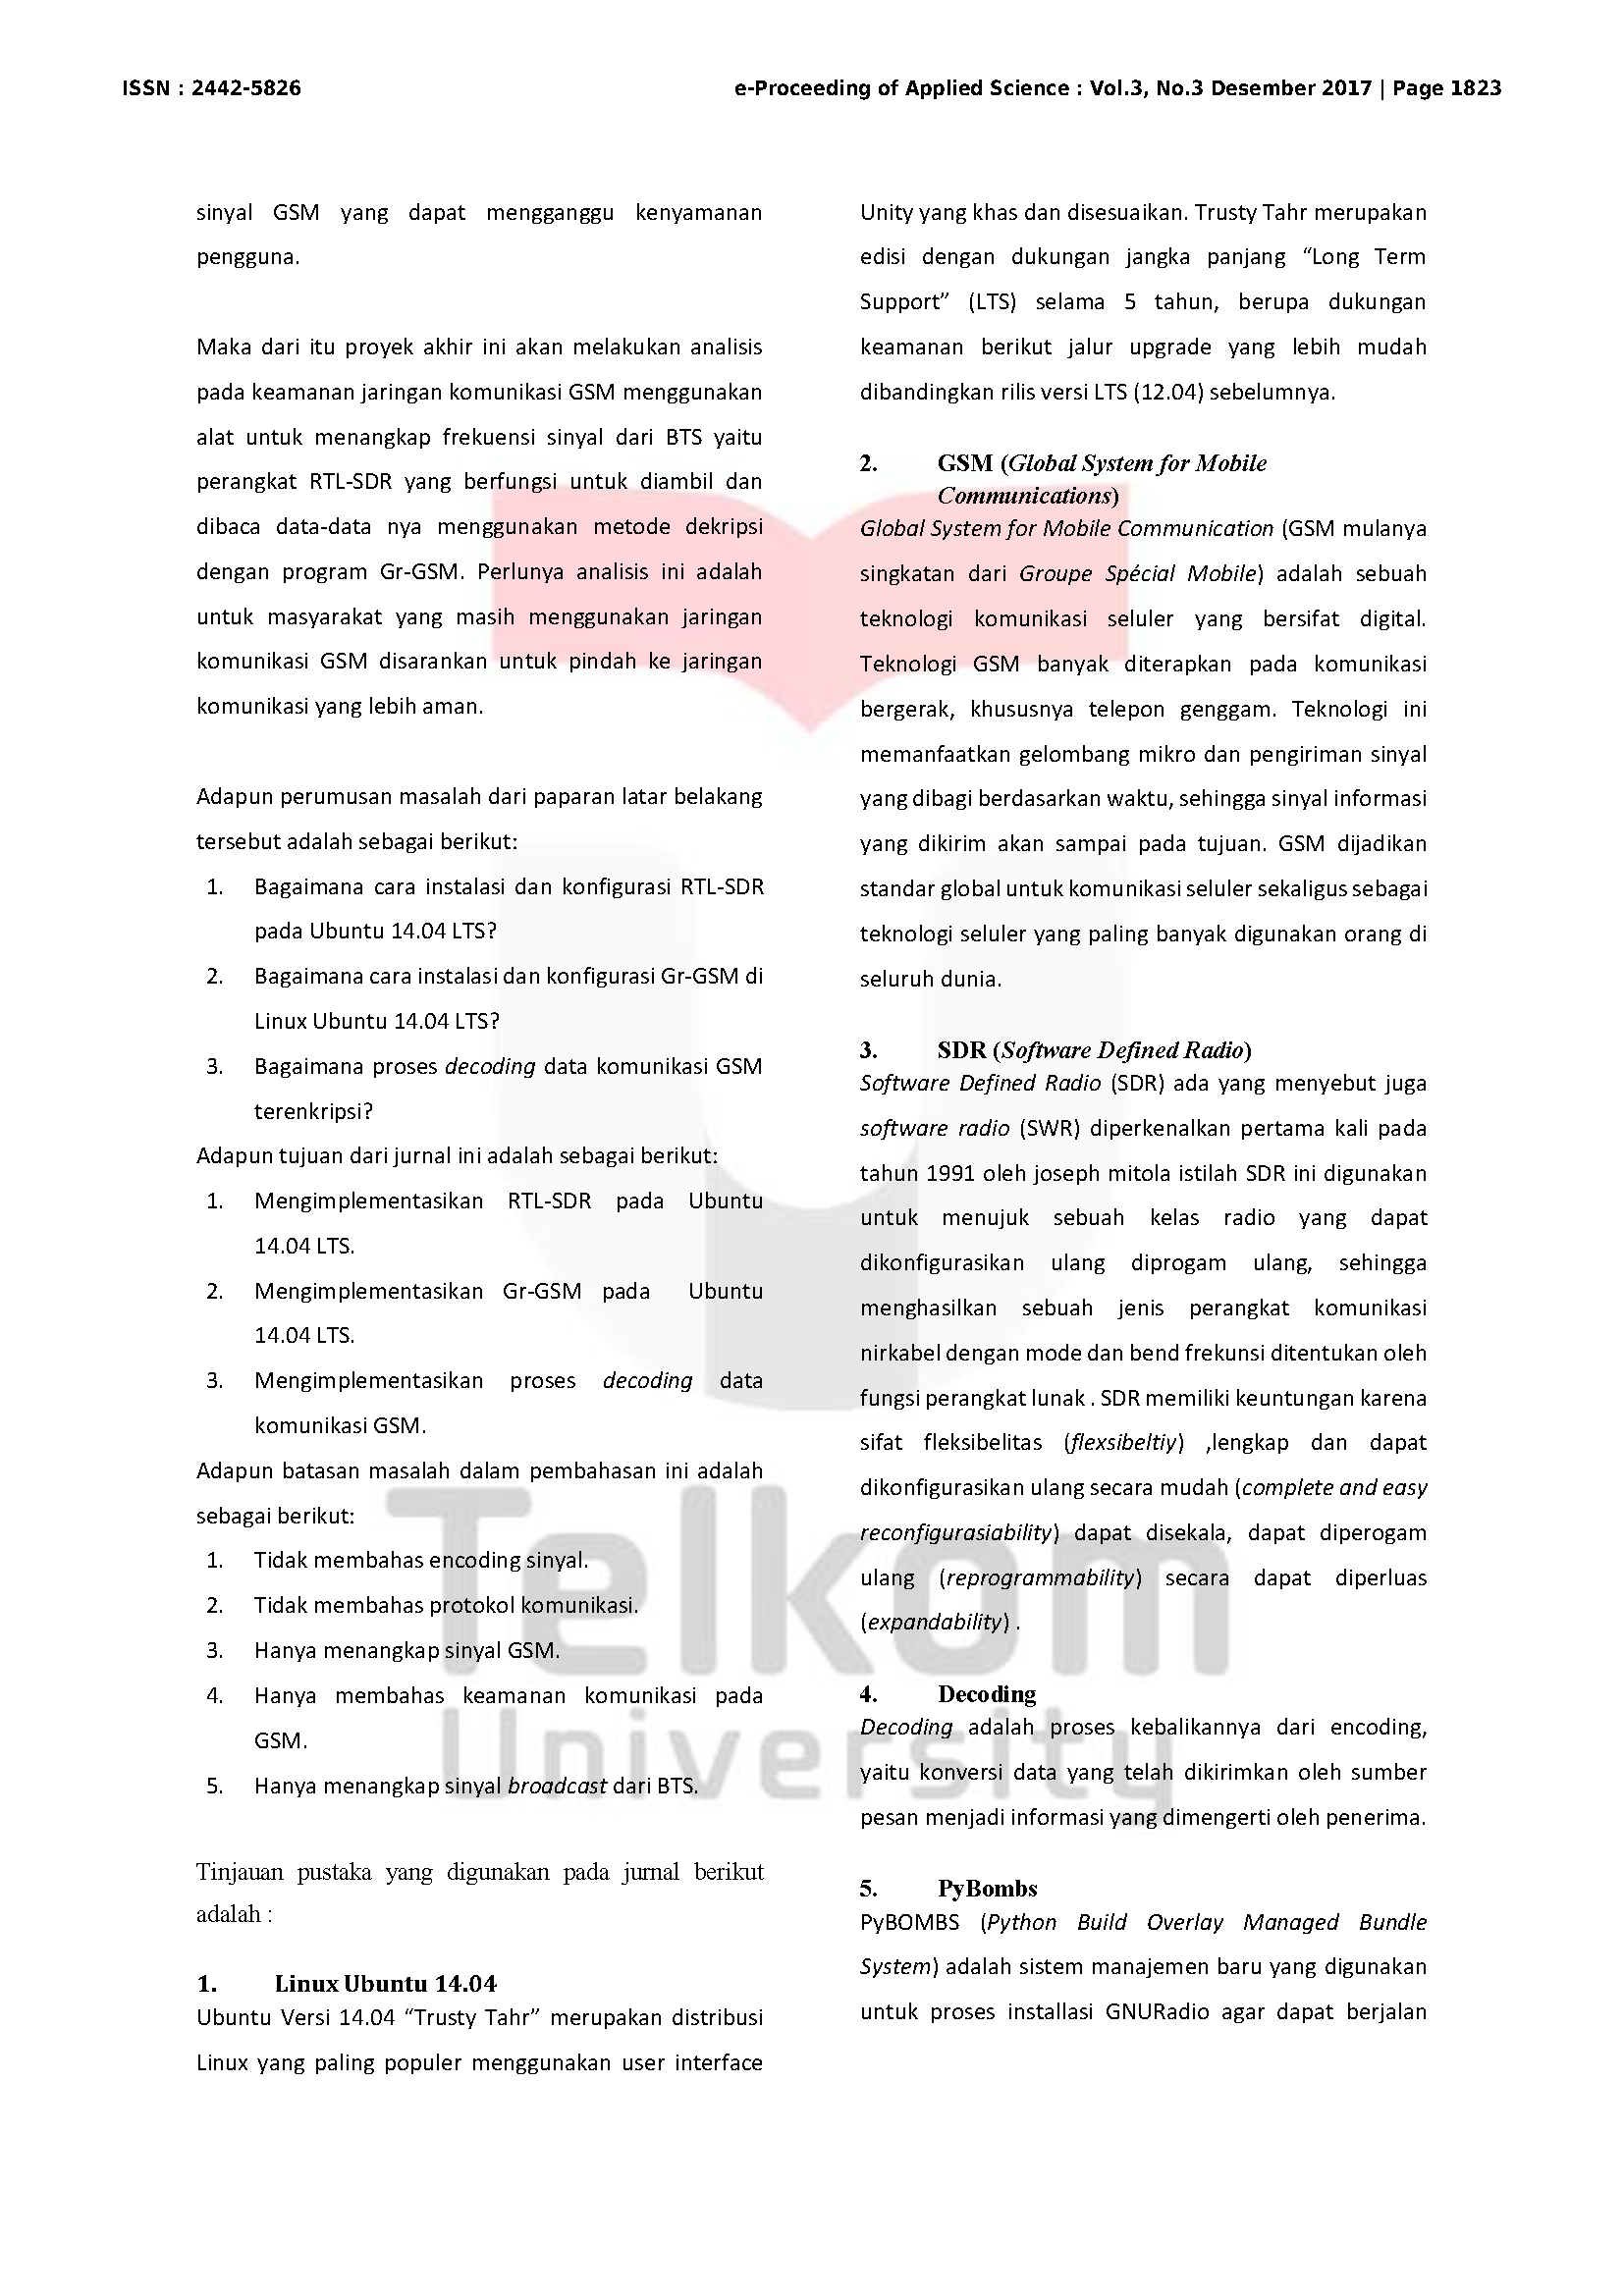 ISSN : 2442-5826
e-Proceeding of Applied Science : Vol.3, No.3 Desember 2017 | Page 1823
sinyal GSM yang dapat mengganggu kenyamanan
pengguna.
Maka dari itu proyek akhir ini akan melakukan analisis
pada keamanan jaringan komunikasi GSM menggunakan
alat untuk menangkap frekuensi sinyal dari BTS yaitu
perangkat RTL-SDR yang berfungsi untuk diambil dan
dibaca data-data nya menggunakan metode dekripsi
dengan program Gr-GSM. Perlunya analisis ini adalah
untuk masyarakat yang masih menggunakan jaringan
komunikasi GSM disarankan untuk pindah ke jaringan
komunikasi yang lebih aman.
Adapun perumusan masalah dari paparan latar belakang
tersebut adalah sebagai berikut:
1. Bagaimana cara instalasi dan konfigurasi RTL-SDR
pada Ubuntu 14.04 LTS?
2. Bagaimana cara instalasi dan konfigurasi Gr-GSM di
Linux Ubuntu 14.04 LTS?
3. Bagaimana proses decoding data komunikasi GSM
terenkripsi?
Adapun tujuan dari jurnal ini adalah sebagai berikut:
1. Mengimplementasikan RTL-SDR pada Ubuntu
14.04 LTS.
2. Mengimplementasikan Gr-GSM pada Ubuntu
14.04 LTS.
3. Mengimplementasikan proses decoding data
komunikasi GSM.
Adapun batasan masalah dalam pembahasan ini adalah
sebagai berikut:
1. Tidak membahas encoding sinyal.
2. Tidak membahas protokol komunikasi.
3. Hanya menangkap sinyal GSM.
4. Hanya membahas keamanan komunikasi pada
GSM.
5. Hanya menangkap sinyal broadcast dari BTS.
Tinjauan pustaka yang digunakan pada jurnal berikut
adalah :
1. Linux Ubuntu 14.04
Ubuntu Versi 14.04 “Trusty Tahr” merupakan distribusi
Linux yang paling populer menggunakan user interface
Unity yang khas dan disesuaikan. Trusty Tahr merupakan
edisi dengan dukungan jangka panjang “Long Term
Support” (LTS) selama 5 tahun, berupa dukungan
keamanan berikut jalur upgrade yang lebih mudah
dibandingkan rilis versi LTS (12.04) sebelumnya.
2. GSM (Global System for Mobile
Communications)
Global System for Mobile Communication (GSM mulanya
singkatan dari Groupe Spécial Mobile) adalah sebuah
teknologi komunikasi seluler yang bersifat digital.
Teknologi GSM banyak diterapkan pada komunikasi
bergerak, khususnya telepon genggam. Teknologi ini
memanfaatkan gelombang mikro dan pengiriman sinyal
yang dibagi berdasarkan waktu, sehingga sinyal informasi
yang dikirim akan sampai pada tujuan. GSM dijadikan
standar global untuk komunikasi seluler sekaligus sebagai
teknologi seluler yang paling banyak digunakan orang di
seluruh dunia.
3. SDR (Software Defined Radio)
Software Defined Radio (SDR) ada yang menyebut juga
software radio (SWR) diperkenalkan pertama kali pada
tahun 1991 oleh joseph mitola istilah SDR ini digunakan
untuk menujuk sebuah kelas radio yang dapat
dikonfigurasikan ulang diprogam ulang, sehingga
menghasilkan sebuah jenis perangkat komunikasi
nirkabel dengan mode dan bend frekunsi ditentukan oleh
fungsi perangkat lunak . SDR memiliki keuntungan karena
sifat fleksibelitas (flexsibeltiy) ,lengkap dan dapat
dikonfigurasikan ulang secara mudah (complete and easy
reconfigurasiability) dapat disekala, dapat diperogam
ulang (reprogrammability) secara dapat diperluas
(expandability) .
4. Decoding
Decoding adalah proses kebalikannya dari encoding,
yaitu konversi data yang telah dikirimkan oleh sumber
pesan menjadi informasi yang dimengerti oleh penerima.
5. PyBombs
PyBOMBS (Python Build Overlay Managed Bundle
System) adalah sistem manajemen baru yang digunakan
untuk proses installasi GNURadio agar dapat berjalan
Telkom
University